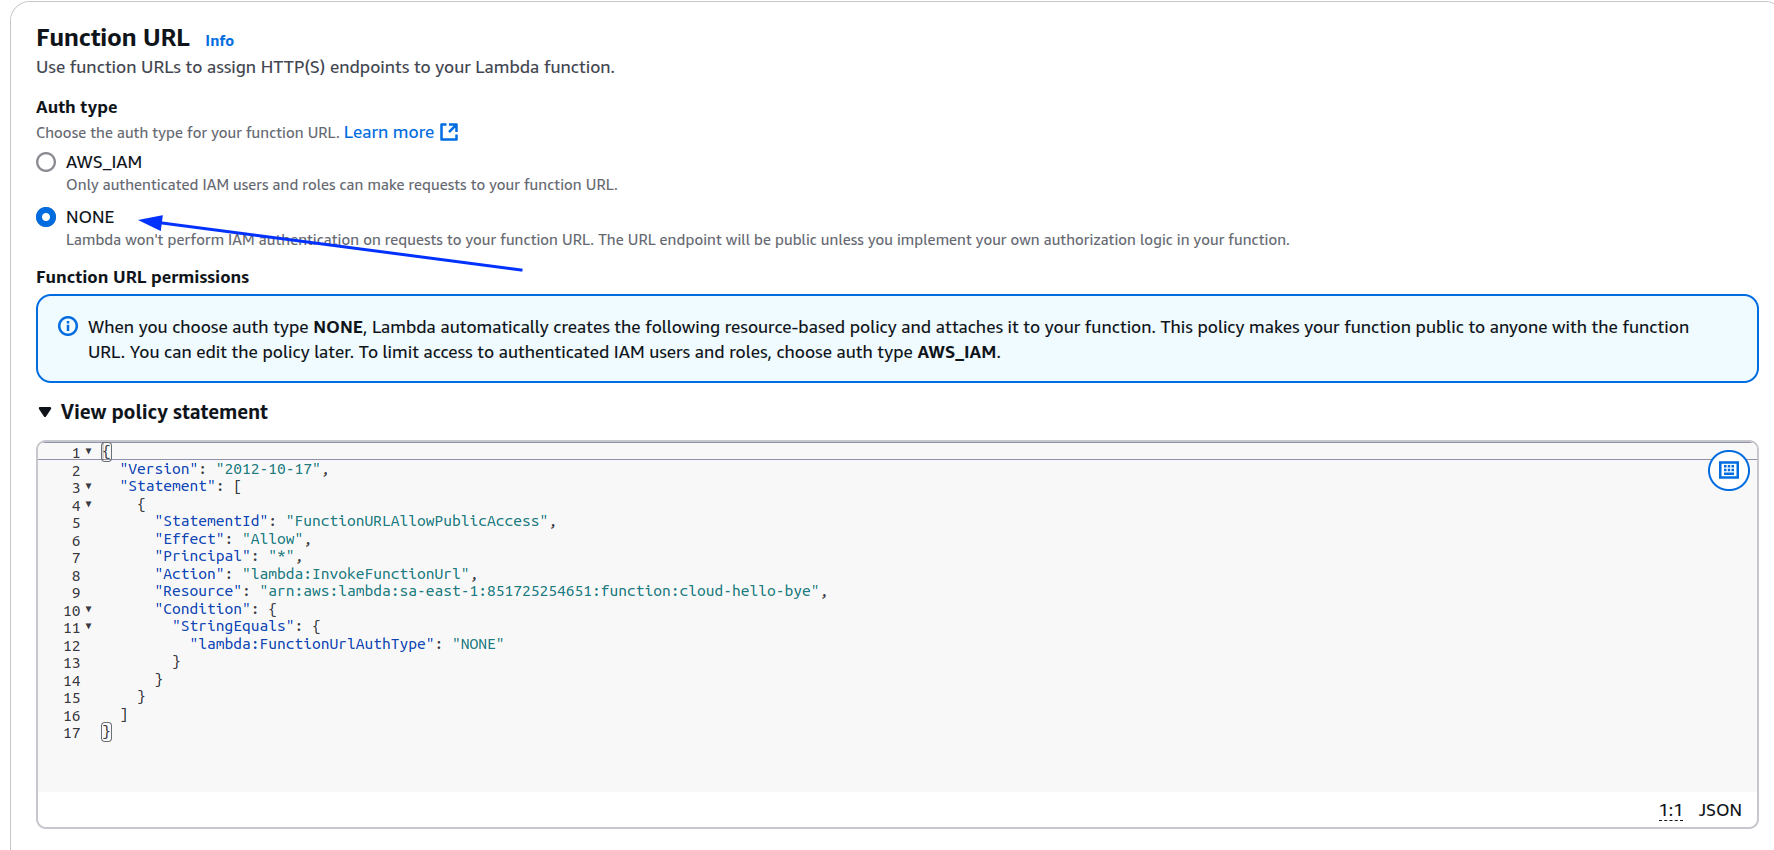 Function URL Info
Use function URLs to assign HTTP(S) endpoints to your Lambda function.
Auth type
Choose the auth type for your function URL. Learn more
AWS_IAM
Only authenticated IAM users and roles can make requests to your function URL.
NONE
Lambda won't perform IAM authentication on requests to your function URL. The URL endpoint will be public unless you implement your own authorization logic in your function.
Function URL permissions
When you choose auth type NONE, Lambda automatically creates the following resource-based policy and attaches it to your function. This policy makes your function public to anyone with the function
URL. You can edit the policy later. To limit access to authenticated IAM users and roles, choose auth type AWS_IAM.
View policy statement
1 {
2 "Version": "2012-10-17",
3 "Statement": [
4 {
5 "StatementId": "FunctionURLAllowPublicAccess",
6 "Effect": "Allow",
7 "Principal": "*",
8 "Action": "lambda:InvokeFunctionUrl",
9 "Resource": "arn:aws:lambda:sa-east-1:851725254651:function:cloud-hello-bye",
10 "Condition": {
11 "StringEquals": {
12 "lambda:FunctionUrlAuthType": "NONE"
13 }
14 }
15 }
16 ]
17 }
1:1 JSON